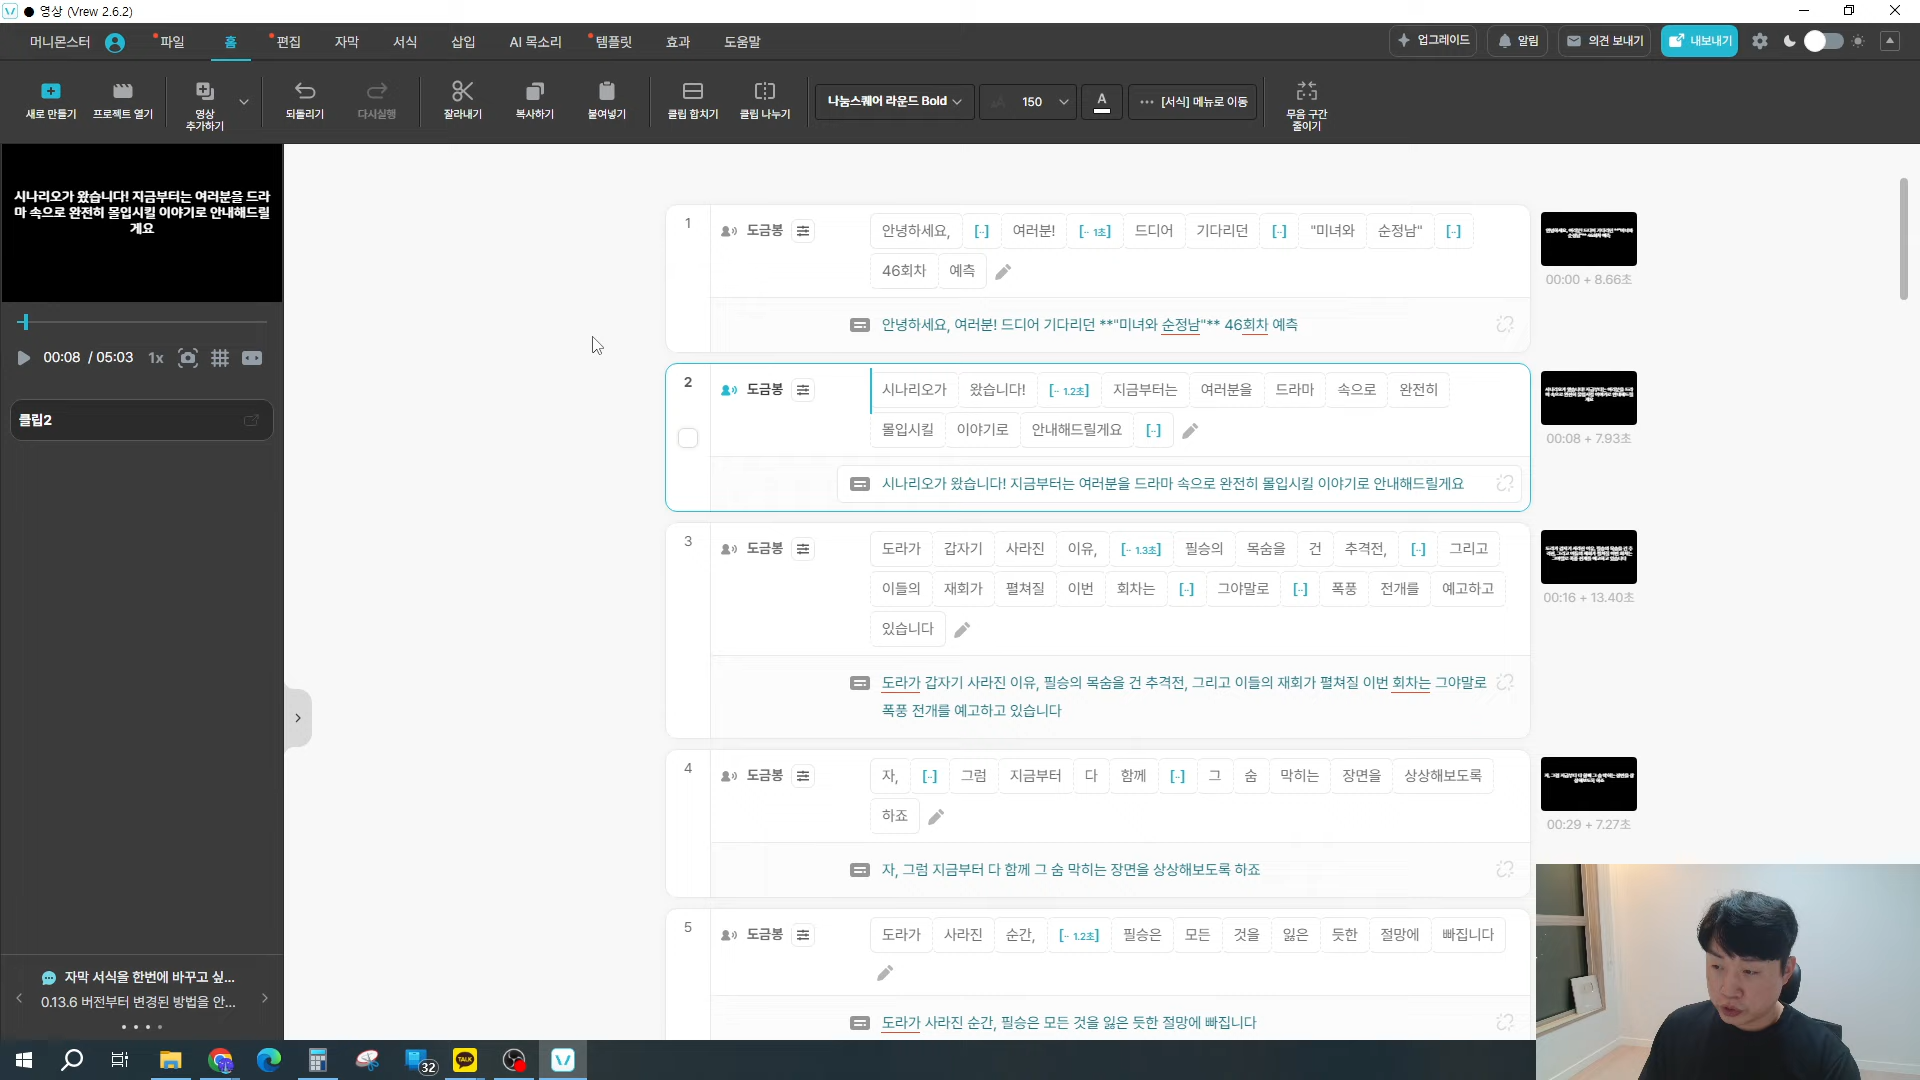 ● 영상 (Vrew 2.6.2)
머니몬스터 파일 홈 편집 자막 서식 삽입 AI 목소리 템플릿 효과 도움말 업그레이드 알림 의견 보내기 내보내기
새로 만들기 프로젝트 열기 영상 추가하기 되돌리기 다시실행 잘라내기 복사하기 붙여넣기 클립 합치기 클립 나누기 나눔스퀘어 라운드 Bold 150 A ··· [서식] 메뉴로 이동 무음 구간 줄이기
시나리오가 왔습니다! 지금부터는 여러분을 드라
마 속으로 완전히 몰입시킬 이야기로 안내해드릴
게요
00:08 / 05:03 1x
클립2
자막 서식을 한번에 바꾸고 싶...
0.13.6 버전부터 변경된 방법을 안...
1 도금봉 안녕하세요, [··] 여러분! [·· 1초] 드디어 기다리던 [··] "미녀와 순정남" [··]
46회차 예측
안녕하세요, 여러분! 드디어 기다리던 **"미녀와 순정남"** 46회차 예측
00:00 + 8.66초
2 도금봉 시나리오가 왔습니다! [·· 1.2초] 지금부터는 여러분을 드라마 속으로 완전히
몰입시킬 이야기로 안내해드릴게요 [··]
시나리오가 왔습니다! 지금부터는 여러분을 드라마 속으로 완전히 몰입시킬 이야기로 안내해드릴게요
00:08 + 7.93초
3 도금봉 도라가 갑자기 사라진 이유, [·· 1.3초] 필승의 목숨을 건 추격전, [··] 그리고
이들의 재회가 펼쳐질 이번 회차는 [··] 그야말로 [··] 폭풍 전개를 예고하고
있습니다
도라가 갑자기 사라진 이유, 필승의 목숨을 건 추격전, 그리고 이들의 재회가 펼쳐질 이번 회차는 그야말로
폭풍 전개를 예고하고 있습니다
00:16 + 13.40초
4 도금봉 자, [··] 그럼 지금부터 다 함께 [··] 그 숨 막히는 장면을 상상해보도록
하죠
자, 그럼 지금부터 다 함께 그 숨 막히는 장면을 상상해보도록 하죠
00:29 + 7.27초
5 도금봉 도라가 사라진 순간, [·· 1.2초] 필승은 모든 것을 잃은 듯한 절망에 빠집니다
도라가 사라진 순간, 필승은 모든 것을 잃은 듯한 절망에 빠집니다
32
TALK